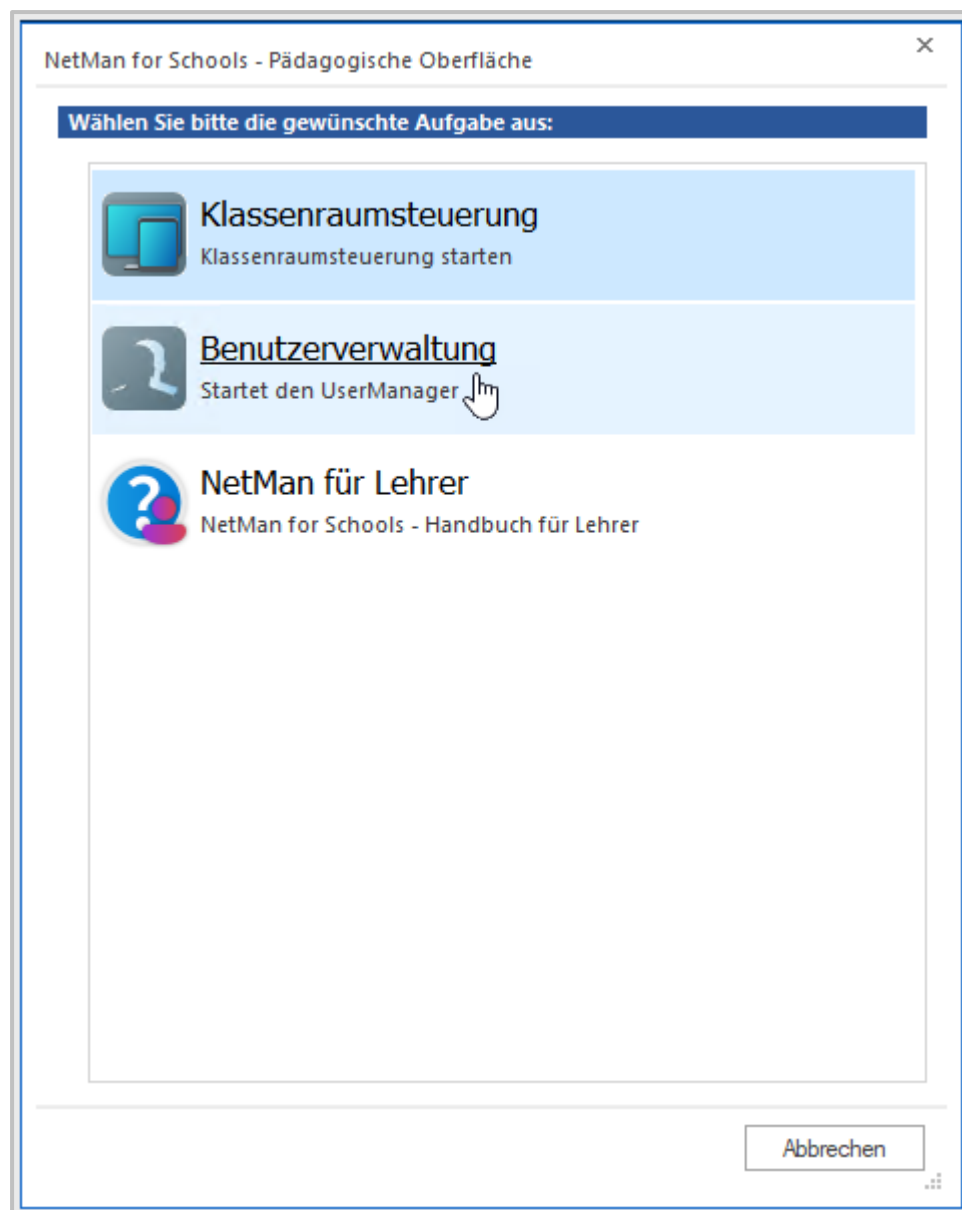 NetMan for Schools - Pädagogische Oberfläche
Wählen Sie bitte die gewünschte Aufgabe aus:
Klassenraumsteuerung
Klassenraumsteuerung starten
Benutzerverwaltung
Startet den UserManager
NetMan für Lehrer
NetMan for Schools - Handbuch für Lehrer
Abbrechen